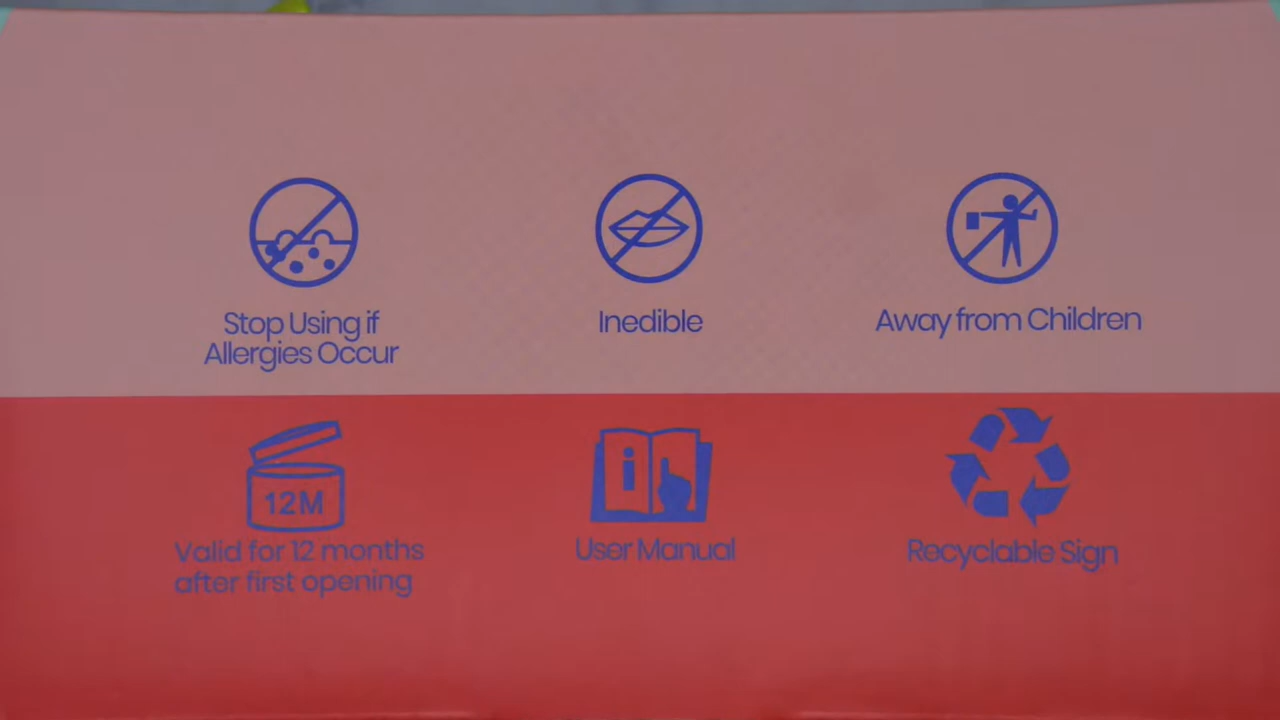 Stop Using if
Allergies Occur
Inedible
Away from Children
12M
Valid for 12 months
after first opening
i
User Manual
Recyclable Sign